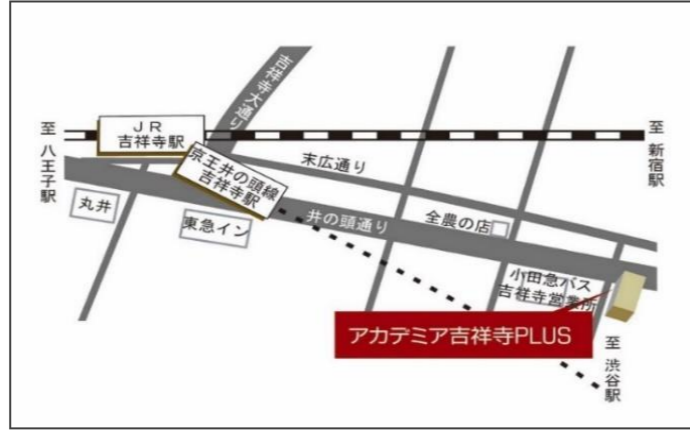 吉祥寺大通り
JR
吉祥寺駅
至 八王子駅
至 新宿駅
末広通り
京王井の頭線
吉祥寺駅
丸井
東急イン
井の頭通り
全農の店
小田急バス
吉祥寺営業所
アカデミア吉祥寺PLUS
至 渋谷駅